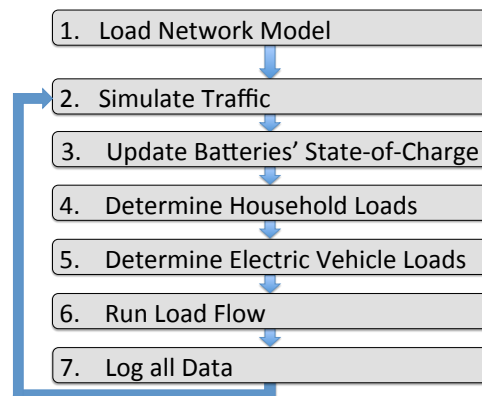 1. Load Network Model
2. Simulate Traffic
3. Update Batteries' State-of-Charge
4. Determine Household Loads
5. Determine Electric Vehicle Loads
6. Run Load Flow
7. Log all Data